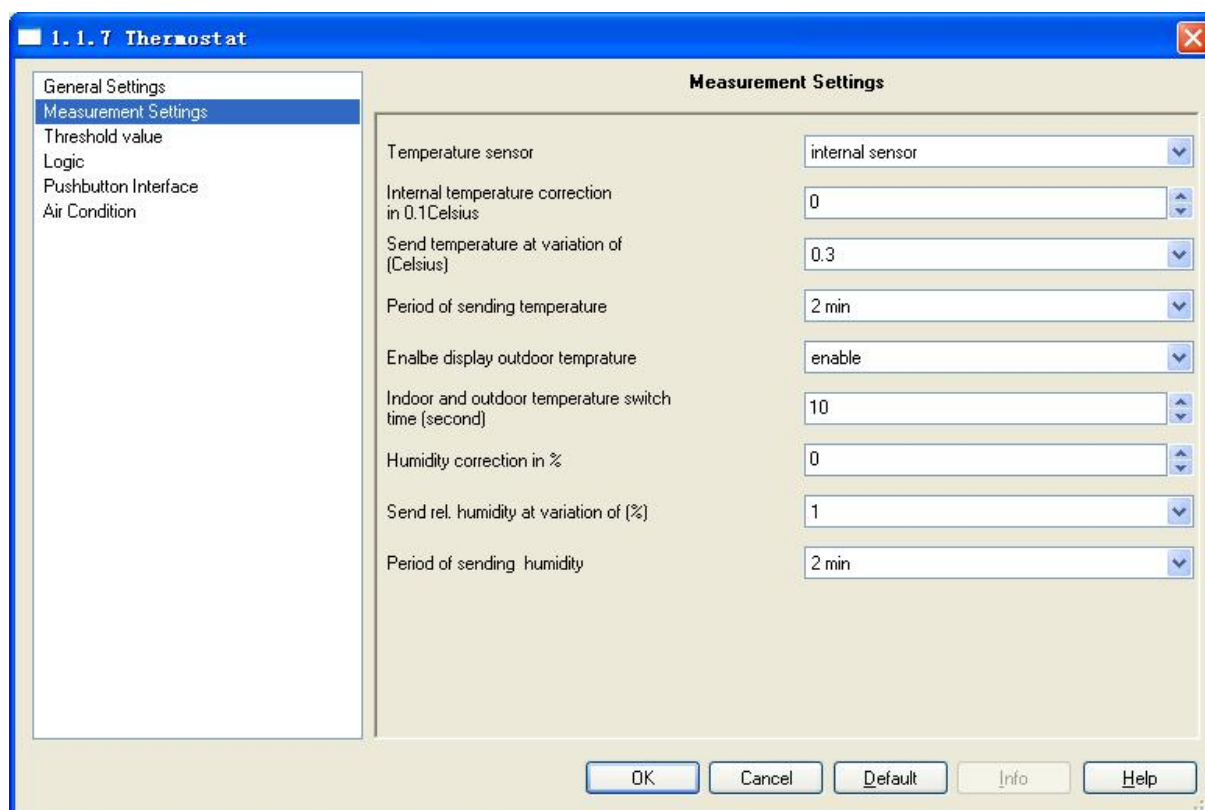 1.1.7 Thermostat
General Settings
Measurement Settings
Threshold value
Logic
Pushbutton Interface
Air Condition
Measurement Settings
Temperature sensor
internal sensor
Internal temperature correction
in 0.1Celsius
0
Send temperature at variation of
(Celsius)
0.3
Period of sending temperature
2 min
Enalbe display outdoor temprature
enable
Indoor and outdoor temperature switch
time (second)
10
Humidity correction in %
0
Send rel. humidity at variation of (%)
1
Period of sending  humidity
2 min
OK
Cancel
Default
Info
Help